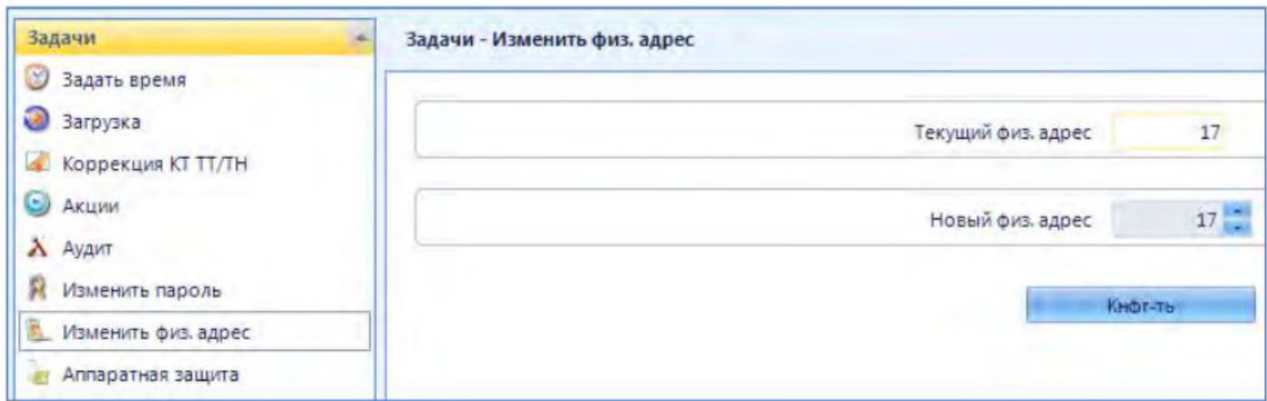 Задачи
Задать время
Загрузка
Коррекция КТ ТТ/ТН
Акции
Аудит
Изменить пароль
Изменить физ. адрес
Аппаратная защита
Задачи - Изменить физ. адрес
Текущий физ. адрес 17
Новый физ. адрес 17
Кнфг-ть